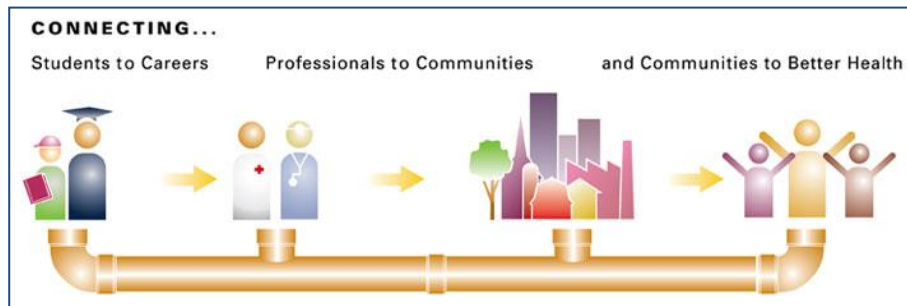 CONNECTING...
Students to Careers
Professionals to Communities
and Communities to Better Health